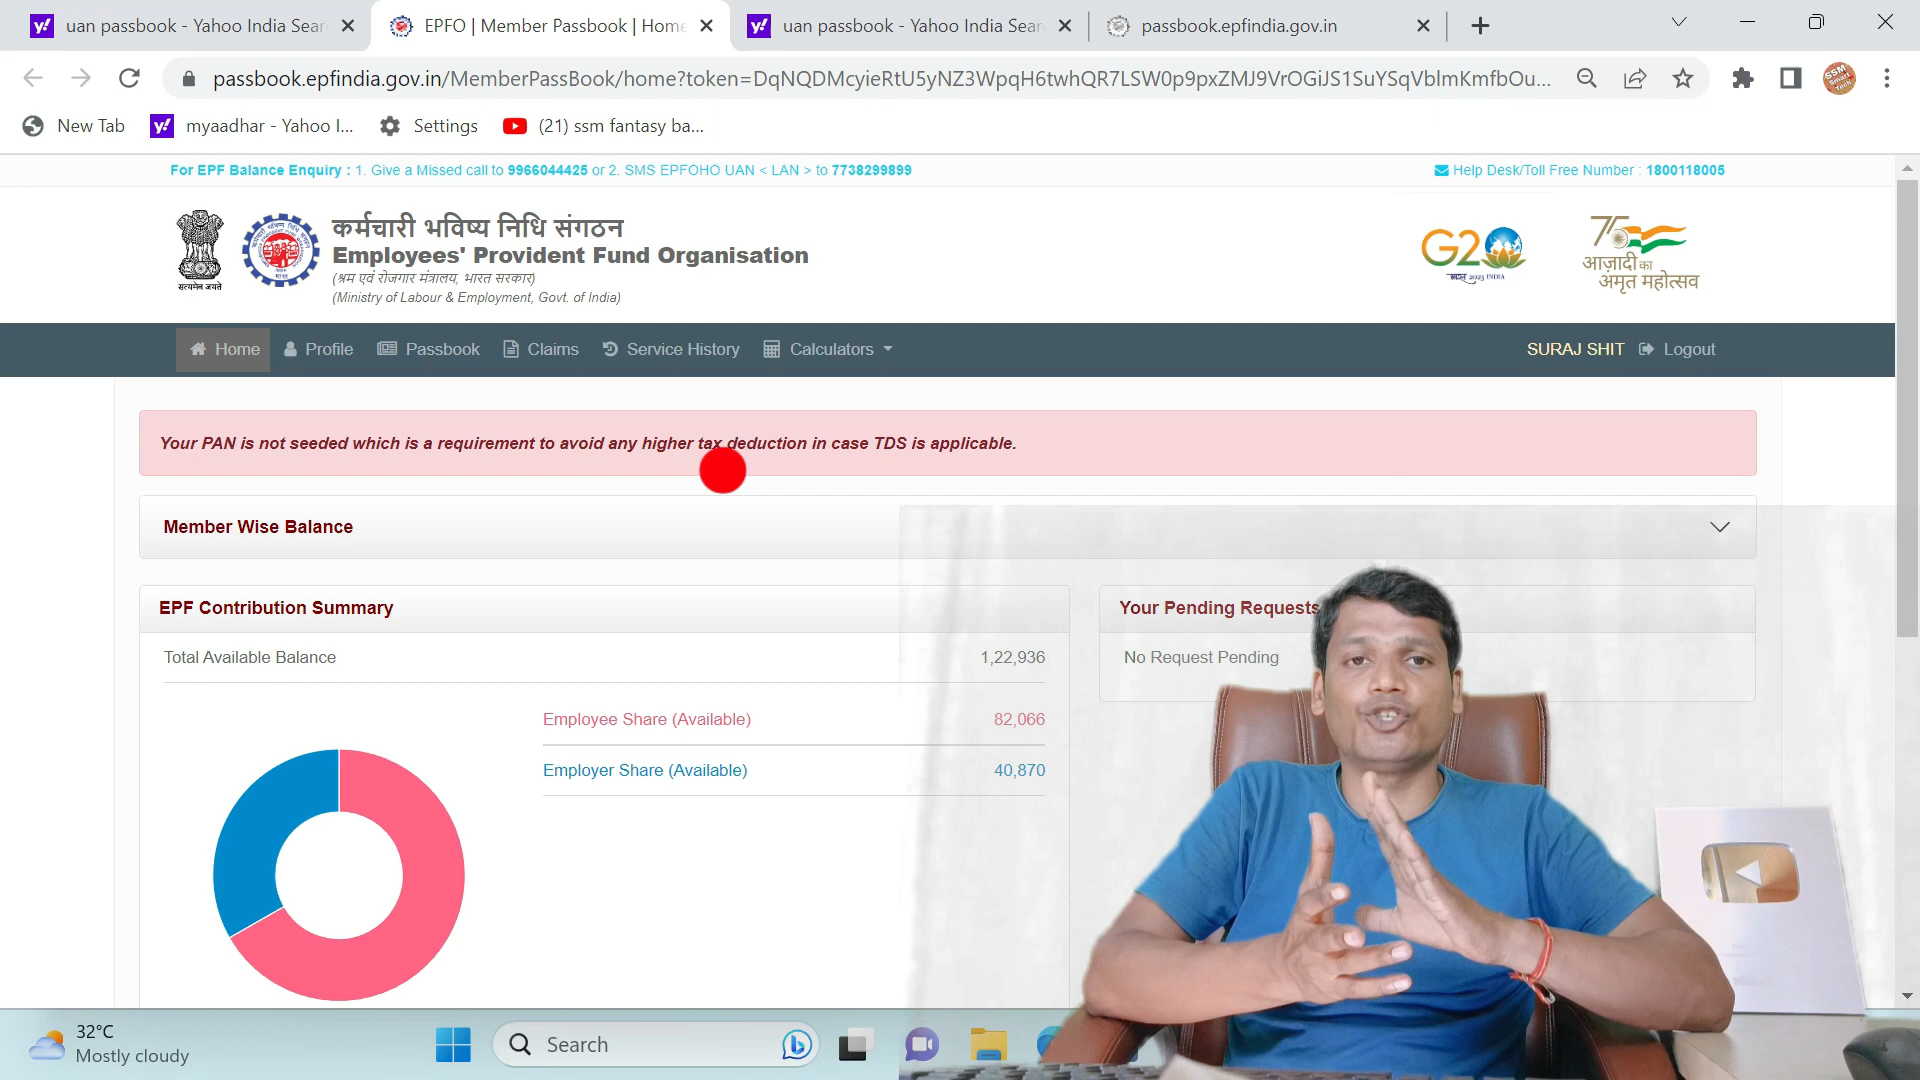 uan passbook - Yahoo India Sear
EPFO | Member Passbook | Home
uan passbook - Yahoo India Sear
passbook.epfindia.gov.in
passbook.epfindia.gov.in/MemberPassBook/home?token=DqNQDMcyieRtU5yNZ3WpqH6twhQR7LSW0p9pxZMJ9VrOGiJS1SuYSqVblmKmfbOu...
New Tab
myaadhar - Yahoo I...
Settings
(21) ssm fantasy ba...
For EPF Balance Enquiry : 1. Give a Missed call to 9966044425 or 2. SMS EPFOHO UAN < LAN > to 7738299899
Help Desk/Toll Free Number : 1800118005
कर्मचारी भविष्य निधि संगठन
Employees' Provident Fund Organisation
(श्रम एवं रोजगार मंत्रालय, भारत सरकार)
(Ministry of Labour & Employment, Govt. of India)
सत्यमेव जयते
G20
भारत 2023 INDIA
75
आज़ादी का
अमृत महोत्सव
Home
Profile
Passbook
Claims
Service History
Calculators
SURAJ SHIT
Logout
Your PAN is not seeded which is a requirement to avoid any higher tax deduction in case TDS is applicable.
Member Wise Balance
EPF Contribution Summary
Total Available Balance 1,22,936
Employee Share (Available) 82,066
Employer Share (Available) 40,870
Your Pending Requests
No Request Pending
32°C
Mostly cloudy
Search